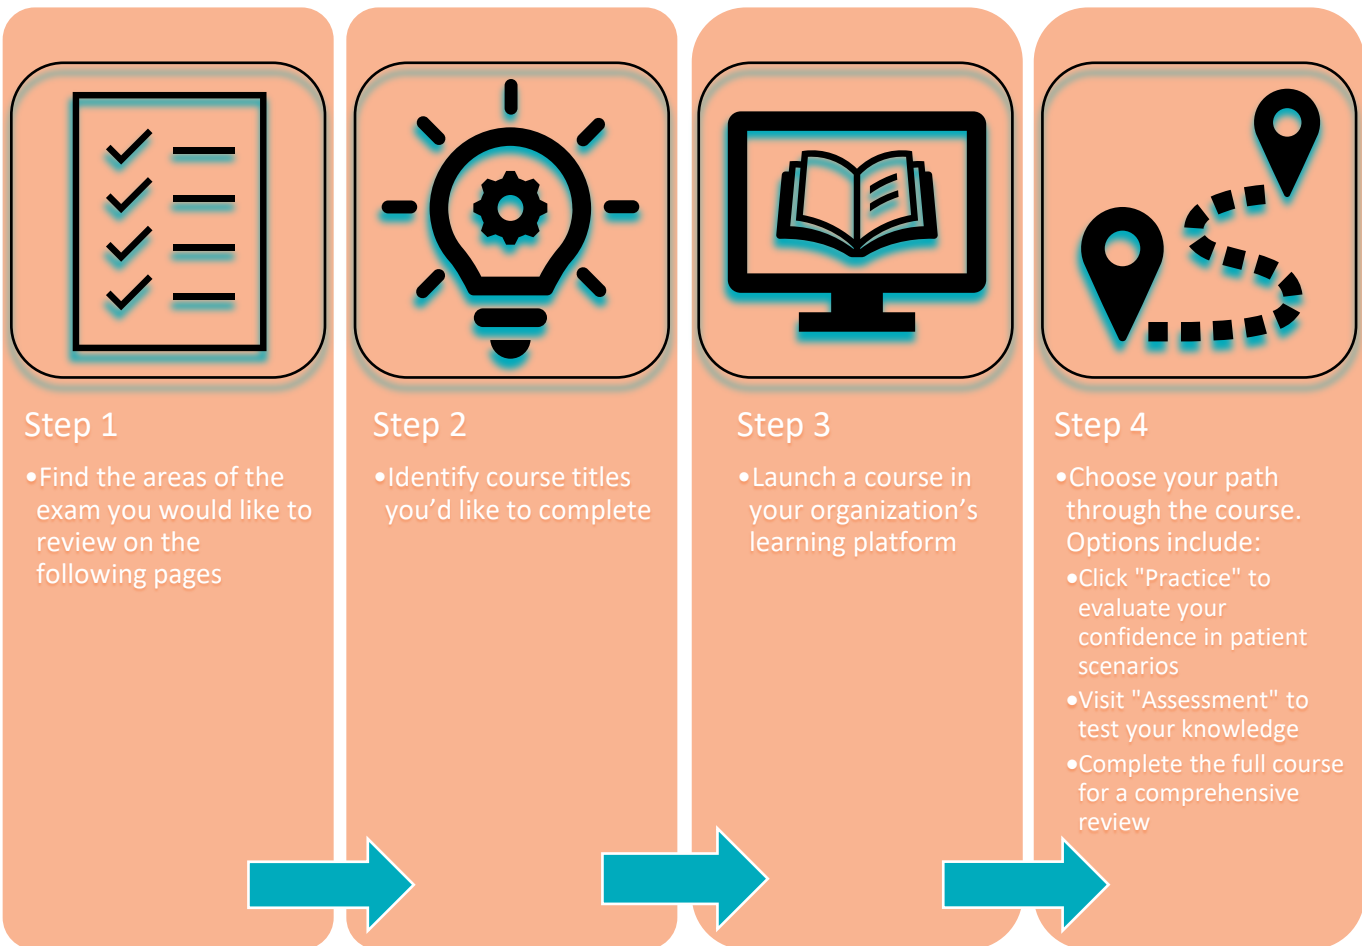 Step 1
•Find the areas of the
exam you would like to
review on the
following pages
Step 2
•Identify course titles
you’d like to complete
Step 3
•Launch a course in
your organization’s
learning platform
Step 4
•Choose your path
through the course.
Options include:
•Click "Practice" to
evaluate your
confidence in patient
scenarios
•Visit "Assessment" to
test your knowledge
•Complete the full course
for a comprehensive
review